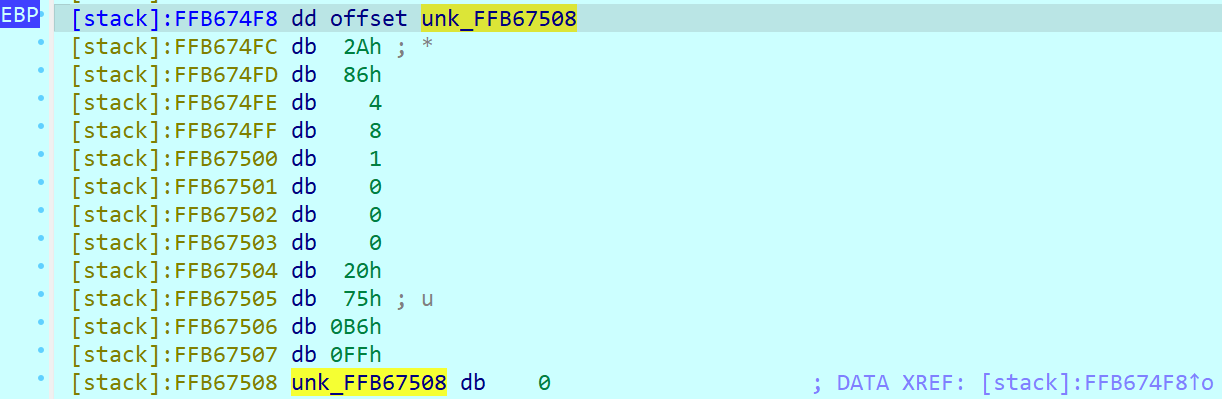 EBP [stack]:FFB674F8 dd offset unk_FFB67508
[stack]:FFB674FC db 2Ah ; *
[stack]:FFB674FD db 86h
[stack]:FFB674FE db 4
[stack]:FFB674FF db 8
[stack]:FFB67500 db 1
[stack]:FFB67501 db 0
[stack]:FFB67502 db 0
[stack]:FFB67503 db 0
[stack]:FFB67504 db 20h
[stack]:FFB67505 db 75h ; u
[stack]:FFB67506 db 0B6h
[stack]:FFB67507 db 0FFh
[stack]:FFB67508 unk_FFB67508 db 0 ; DATA XREF: [stack]:FFB674F8↑o